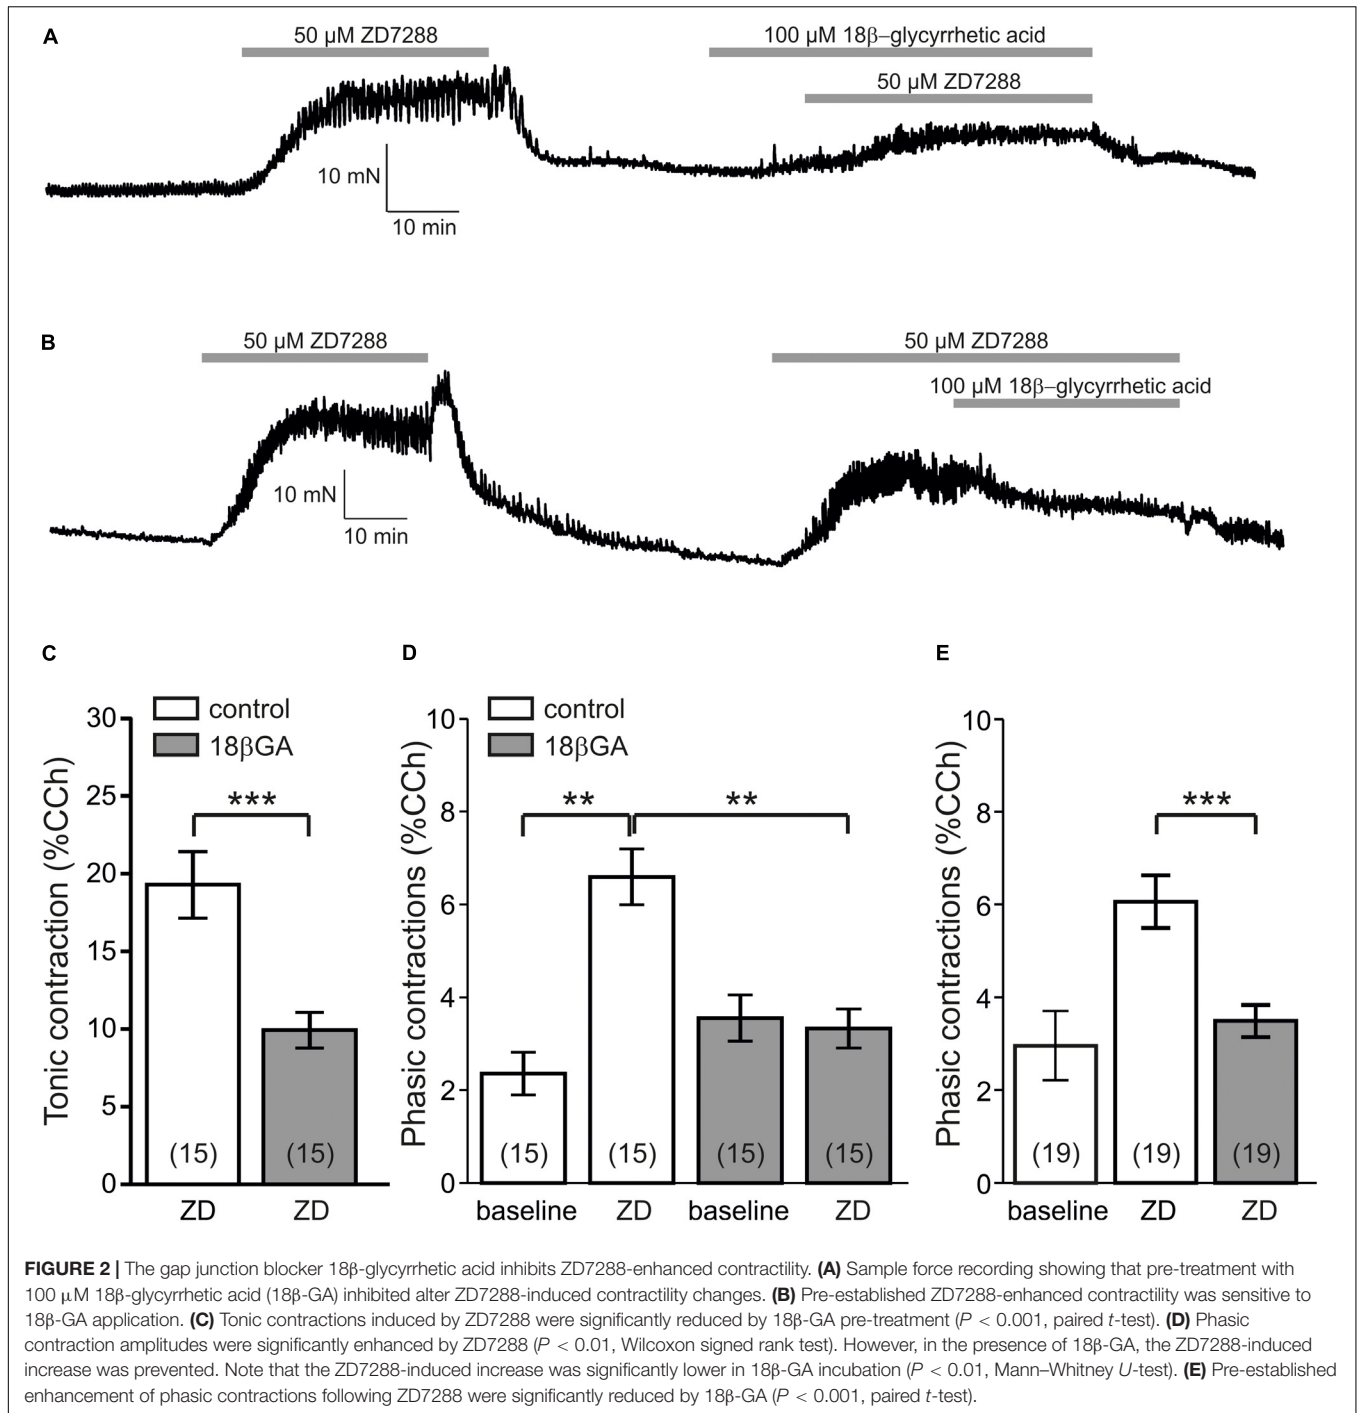 A
50 µM ZD7288
100 µM 18β–glycyrrhetic acid
50 µM ZD7288
10 mN
10 min
B
50 µM ZD7288
50 µM ZD7288
100 µM 18β–glycyrrhetic acid
10 mN
10 min
C
D
E
control
18βGA
Tonic contraction (%CCh)
30
25
20
15
10
5
0
***
(15)
(15)
ZD
ZD
control
18βGA
Phasic contractions (%CCh)
10
8
6
4
2
0
**
**
(15)
(15)
(15)
(15)
baseline
ZD
baseline
ZD
Phasic contractions (%CCh)
10
8
6
4
2
0
***
(19)
(19)
(19)
baseline
ZD
ZD
FIGURE 2 | The gap junction blocker 18β-glycyrrhetic acid inhibits ZD7288-enhanced contractility. (A) Sample force recording showing that pre-treatment with
100 µM 18β-glycyrrhetic acid (18β-GA) inhibited alter ZD7288-induced contractility changes. (B) Pre-established ZD7288-enhanced contractility was sensitive to
18β-GA application. (C) Tonic contractions induced by ZD7288 were significantly reduced by 18β-GA pre-treatment (P < 0.001, paired t-test). (D) Phasic
contraction amplitudes were significantly enhanced by ZD7288 (P < 0.01, Wilcoxon signed rank test). However, in the presence of 18β-GA, the ZD7288-induced
increase was prevented. Note that the ZD7288-induced increase was significantly lower in 18β-GA incubation (P < 0.01, Mann–Whitney U-test). (E) Pre-established
enhancement of phasic contractions following ZD7288 were significantly reduced by 18β-GA (P < 0.001, paired t-test).